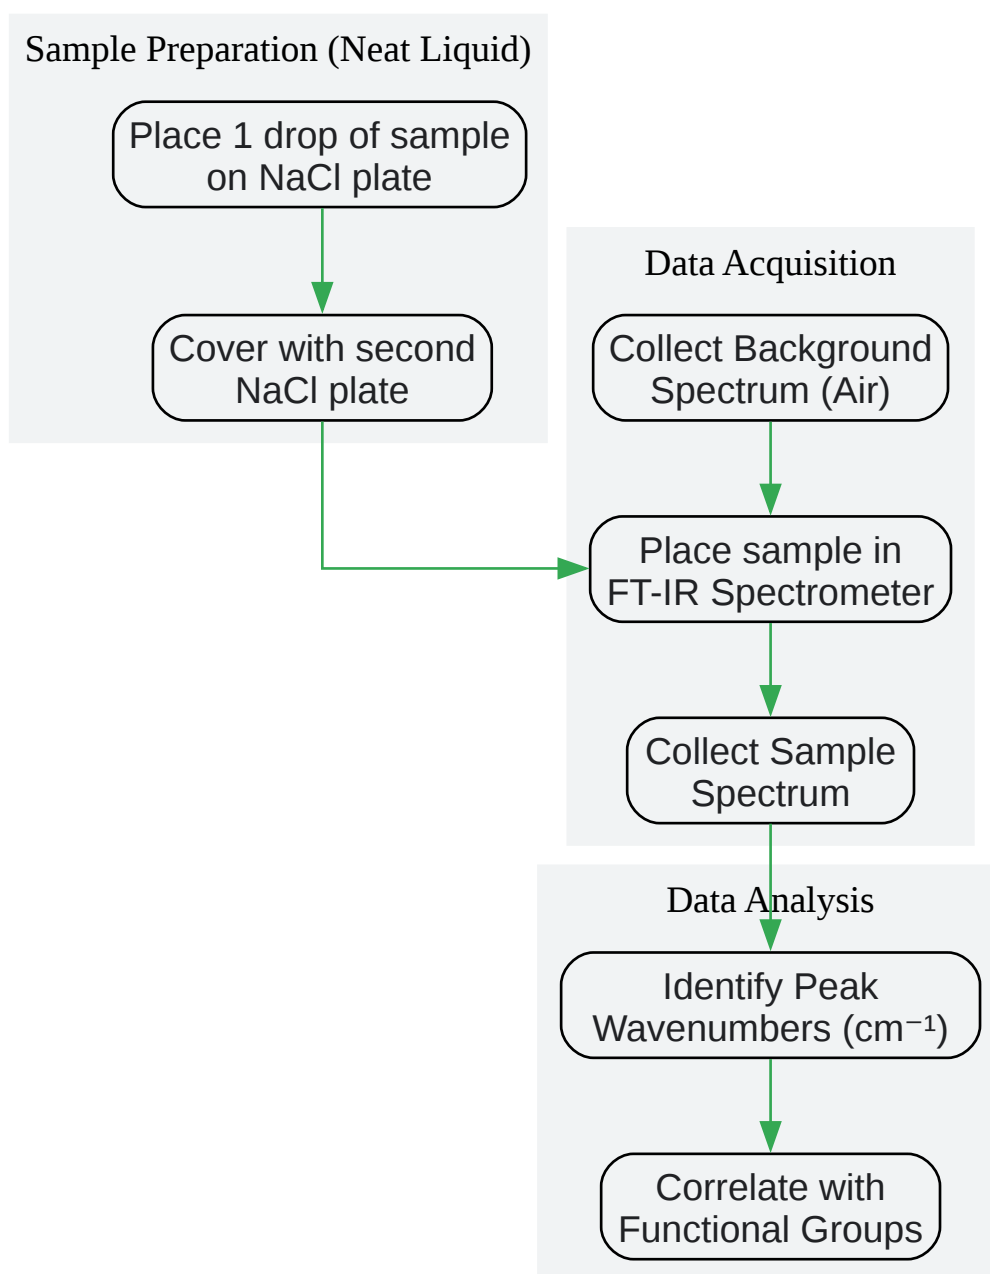 Sample Preparation (Neat Liquid)
Place 1 drop of sample
on NaCl plate
Cover with second
NaCl plate
Data Acquisition
Collect Background
Spectrum (Air)
Place sample in
FT-IR Spectrometer
Collect Sample
Spectrum
Data Analysis
Identify Peak
Wavenumbers (cm⁻¹)
Correlate with
Functional Groups